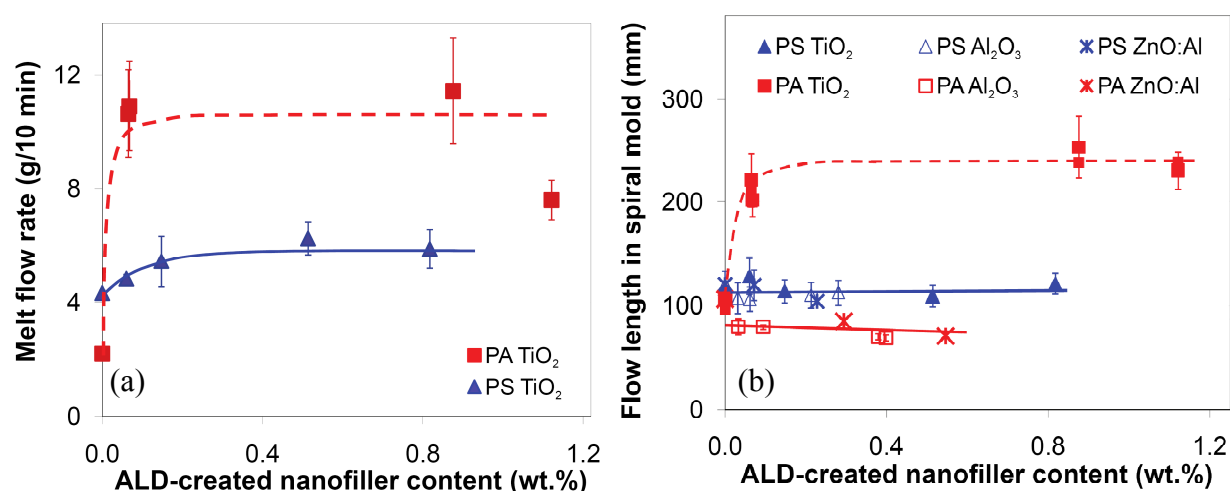 Melt flow rate (g/10 min)
12
8
4
0
PA TiO₂
PS TiO₂
(a)
0.0 0.4 0.8 1.2
ALD-created nanofiller content (wt.%)
Flow length in spiral mold (mm)
300
200
100
0
PS TiO₂ PS Al₂O₃ PS ZnO:Al
PA TiO₂ PA Al₂O₃ PA ZnO:Al
(b)
0.0 0.4 0.8 1.2
ALD-created nanofiller content (wt.%)